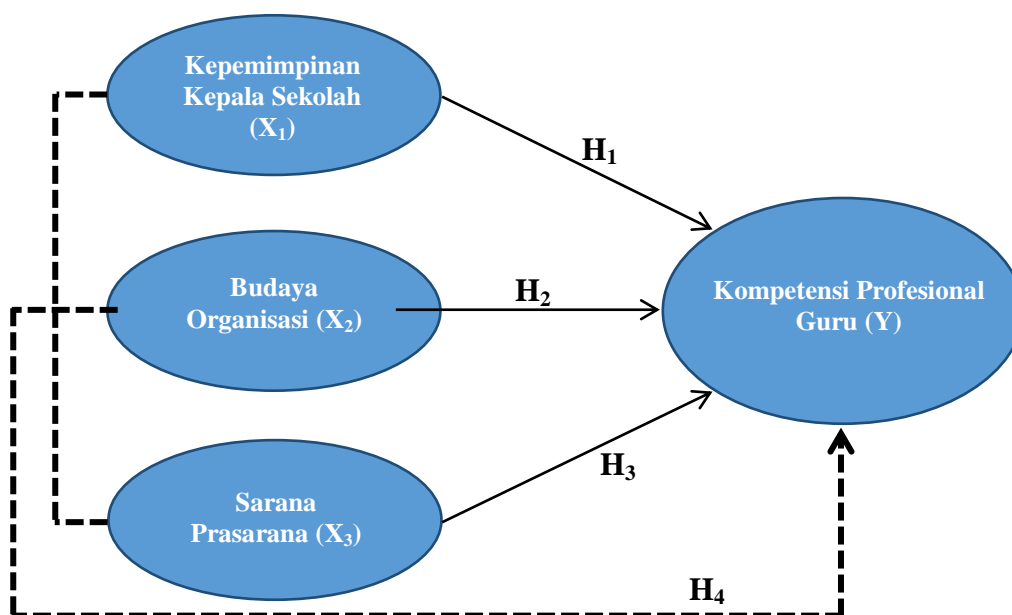 Kepemimpinan
Kepala Sekolah
(X₁)
H₁
Budaya
Organisasi (X₂)
H₂
Kompetensi Profesional
Guru (Y)
Sarana
Prasarana (X₃)
H₃
H₄